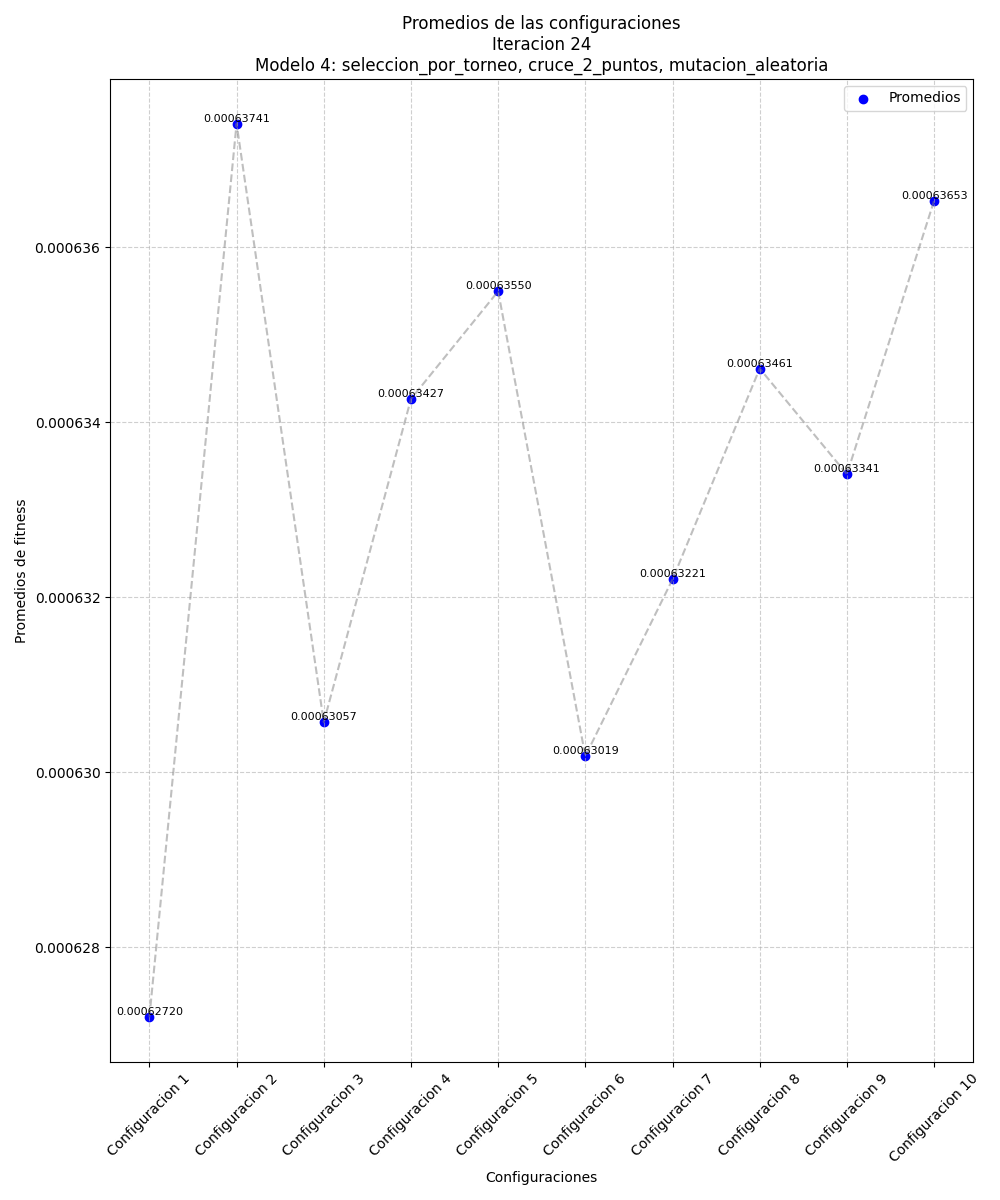 Promedios de las configuraciones
Iteracion 24
Modelo 4: seleccion_por_torneo, cruce_2_puntos, mutacion_aleatoria
Promedios
0.00063741
0.00063653
0.000636
0.00063550
0.00063461
0.00063427
0.000634
0.00063341
0.00063221
0.000632
0.00063057
0.00063019
0.000630
0.000628
0.00062720
Promedios de fitness
Configuracion 1
Configuracion 2
Configuracion 3
Configuracion 4
Configuracion 5
Configuracion 6
Configuracion 7
Configuracion 8
Configuracion 9
Configuracion 10
Configuraciones